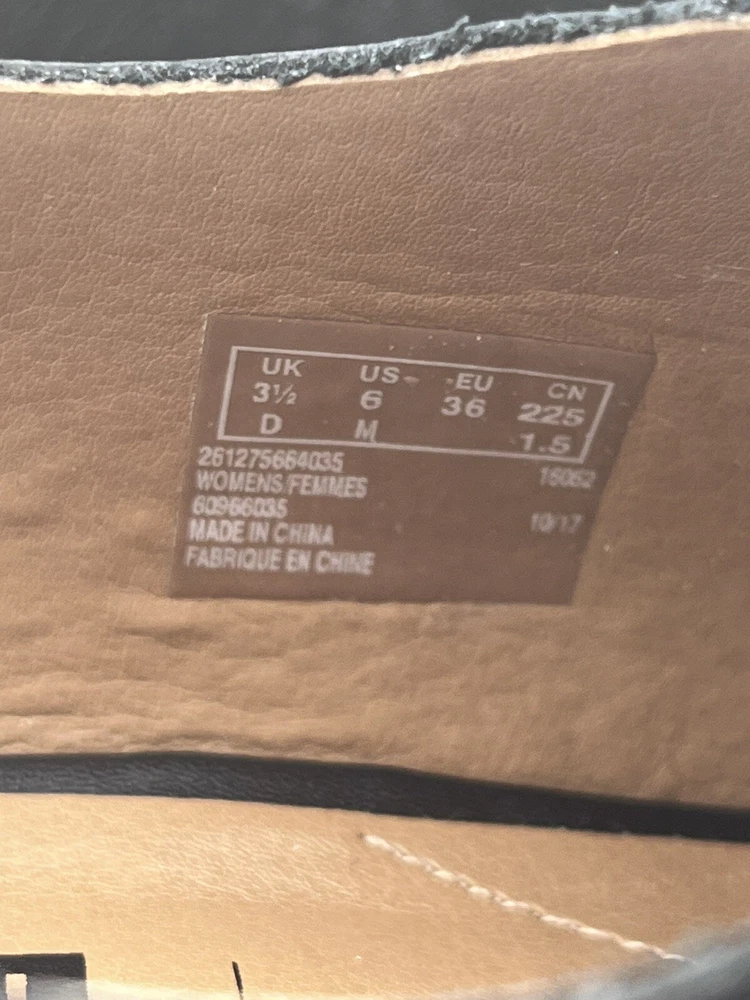 UK US EU CN
3½ 6 36 225
D M 1.5
261275664035
WOMENS/FEMMES 16052
60966035
MADE IN CHINA 10/17
FABRIQUE EN CHINE